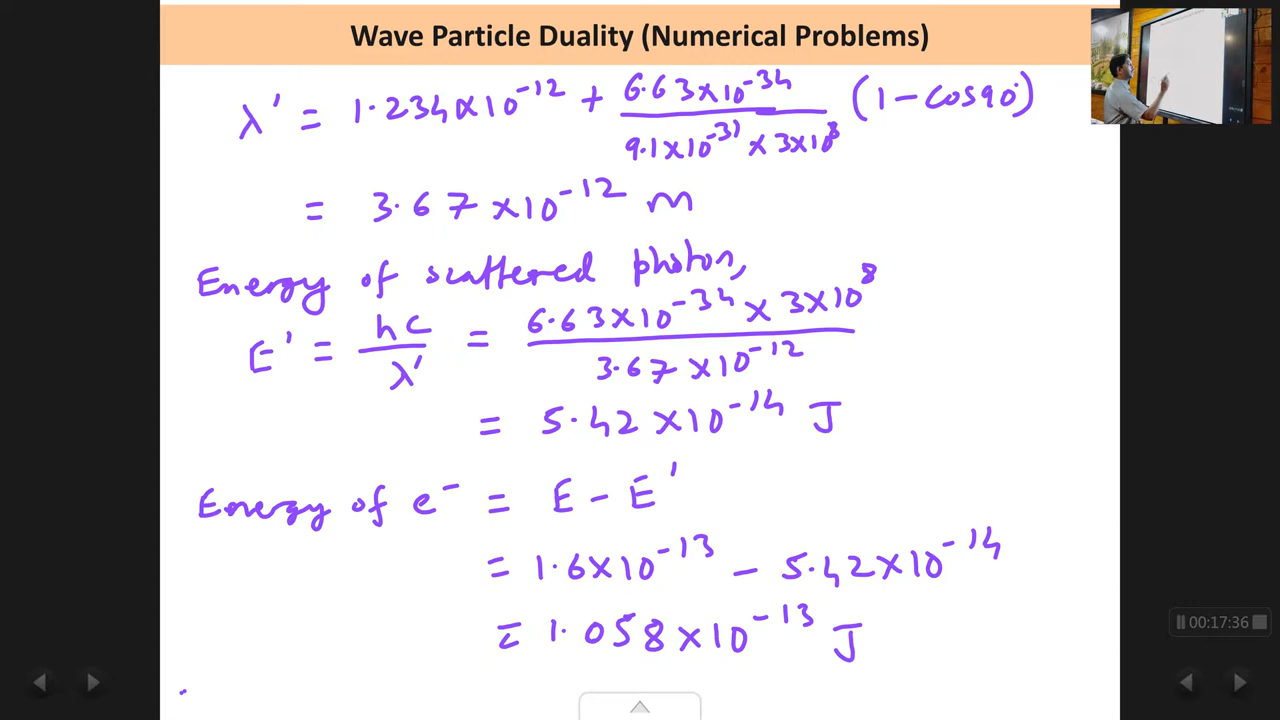 Wave Particle Duality (Numerical Problems)
λ' = 1.234×10⁻¹² + 6.63×10⁻³⁴ / 9.1×10⁻³¹ × 3×10⁸ (1 − cos90°)
= 3.67×10⁻¹² m
Energy of scattered photon,
E' = hc / λ' = 6.63×10⁻³⁴ × 3×10⁸ / 3.67×10⁻¹²
= 5.42×10⁻¹⁴ J
Energy of e⁻ = E − E'
= 1.6×10⁻¹³ − 5.42×10⁻¹⁴
= 1.058×10⁻¹³ J
00:17:36